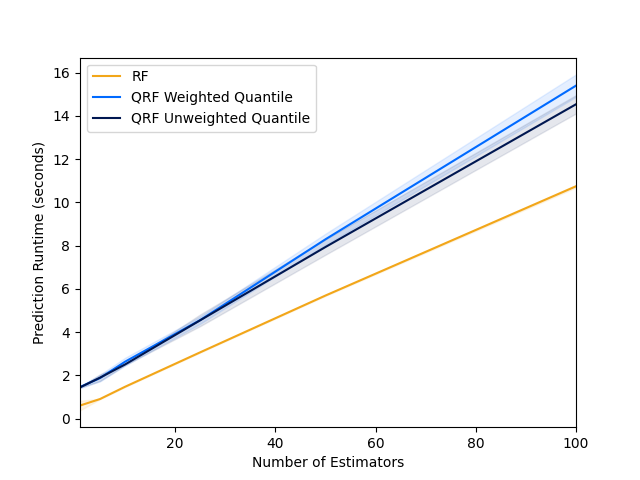 RF
QRF Weighted Quantile
QRF Unweighted Quantile
Prediction Runtime (seconds)
16
14
12
10
8
6
4
2
0
20 40 60 80 100
Number of Estimators